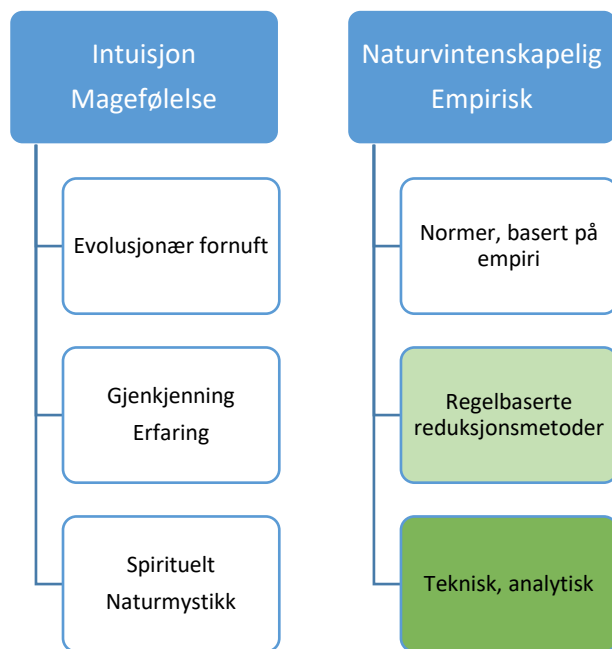 Intuisjon
Magefølelse
Evolusjonær fornuft
Gjenkjenning
Erfaring
Spirituelt
Naturmystikk
Naturvintenskapelig
Empirisk
Normer, basert på
empiri
Regelbaserte
reduksjonsmetoder
Teknisk, analytisk